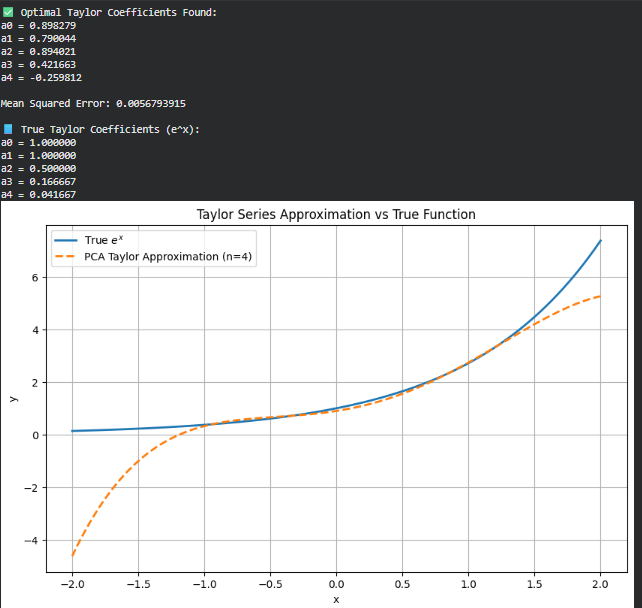 ✅ Optimal Taylor Coefficients Found:
a0 = 0.898279
a1 = 0.790044
a2 = 0.894021
a3 = 0.421663
a4 = -0.259812
Mean Squared Error: 0.0056793915
📘 True Taylor Coefficients (e^x):
a0 = 1.000000
a1 = 1.000000
a2 = 0.500000
a3 = 0.166667
a4 = 0.041667
Taylor Series Approximation vs True Function
True eˣ
PCA Taylor Approximation (n=4)
6
4
2
0
−2
−4
y
−2.0 −1.5 −1.0 −0.5 0.0 0.5 1.0 1.5 2.0
x